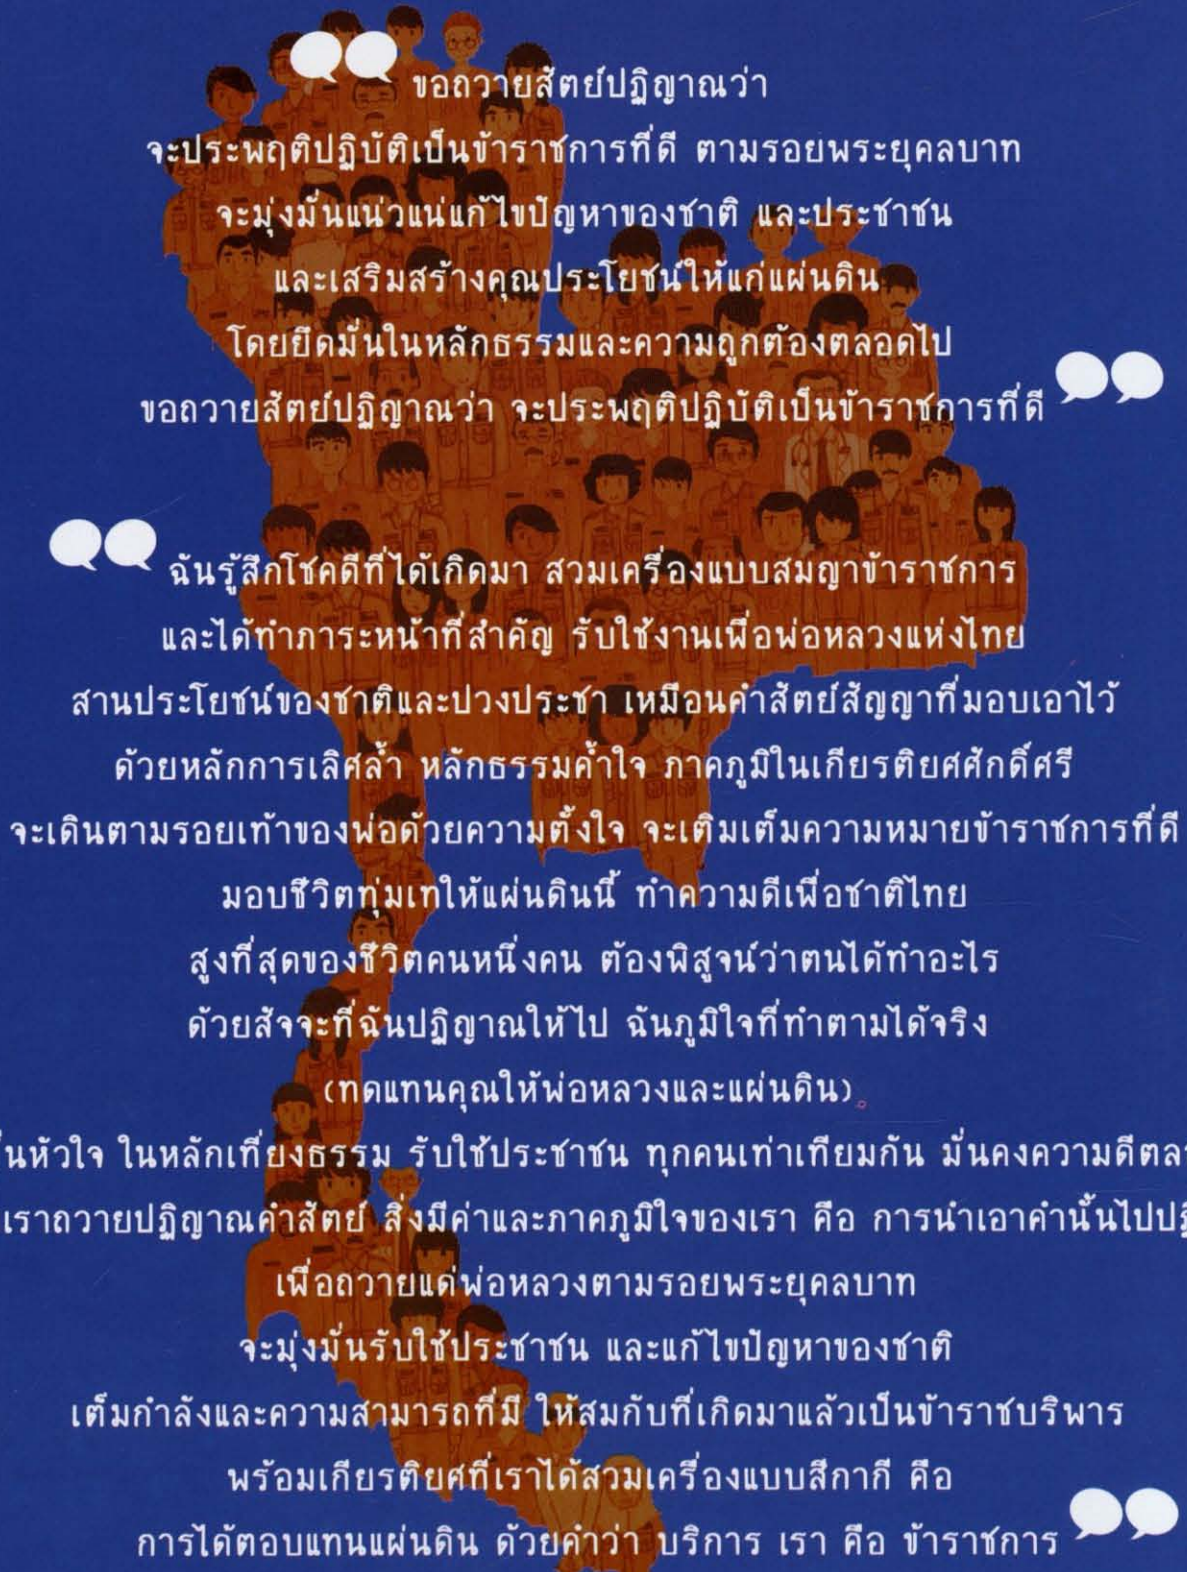 ขอถวายสัตย์ปฏิญาณว่า
จะประพฤติปฏิบัติเป็นข้าราชการที่ดี ตามรอยพระยุคลบาท
จะมุ่งมั่นแน่วแน่แก้ไขปัญหาของชาติ และประชาชน
และเสริมสร้างคุณประโยชน์ให้แก่แผ่นดิน
โดยยึดมั่นในหลักธรรมและความถูกต้องตลอดไป
ขอถวายสัตย์ปฏิญาณว่า จะประพฤติปฏิบัติเป็นข้าราชการที่ดี
ฉันรู้สึกโชคดีที่ได้เกิดมา สวมเครื่องแบบสมญาข้าราชการ
และได้ทำภาระหน้าที่สำคัญ รับใช้งานเพื่อพ่อหลวงแห่งไทย
สานประโยชน์ของชาติและปวงประชา เหมือนคำสัตย์สัญญาที่มอบเอาไว้
ด้วยหลักการเลิศล้ำ หลักธรรมค้ำใจ ภาคภูมิในเกียรติยศศักดิ์ศรี
จะเดินตามรอยเท้าของพ่อด้วยความตั้งใจ จะเติมเต็มความหมายข้าราชการที่ดี
มอบชีวิตทุ่มเทให้แผ่นดินนี้ ทำความดีเพื่อชาติไทย
สูงที่สุดของชีวิตคนหนึ่งคน ต้องพิสูจน์ว่าตนได้ทำอะไร
ด้วยสัจจะที่ฉันปฏิญาณให้ไป ฉันภูมิใจที่ทำตามได้จริง
(ทดแทนคุณให้พ่อหลวงและแผ่นดิน)
หัวใจ ในหลักเที่ยงธรรม รับใช้ประชาชน ทุกคนเท่าเทียมกัน มั่นคงความดี
เราถวายปฏิญาณคำสัตย์ สิ่งมีค่าและภาคภูมิใจของเรา คือ การนำเอาคำนั้นไป
เพื่อถวายแด่พ่อหลวงตามรอยพระยุคลบาท
จะมุ่งมั่นรับใช้ประชาชน และแก้ไขปัญหาของชาติ
เต็มกำลังและความสามารถที่มี ให้สมกับที่เกิดมาแล้วเป็นข้าราชบริพาร
พร้อมเกียรติยศที่เราได้สวมเครื่องแบบสีกากี คือ
การได้ตอบแทนแผ่นดิน ด้วยคำว่า บริการ เรา คือ ข้าราชการ